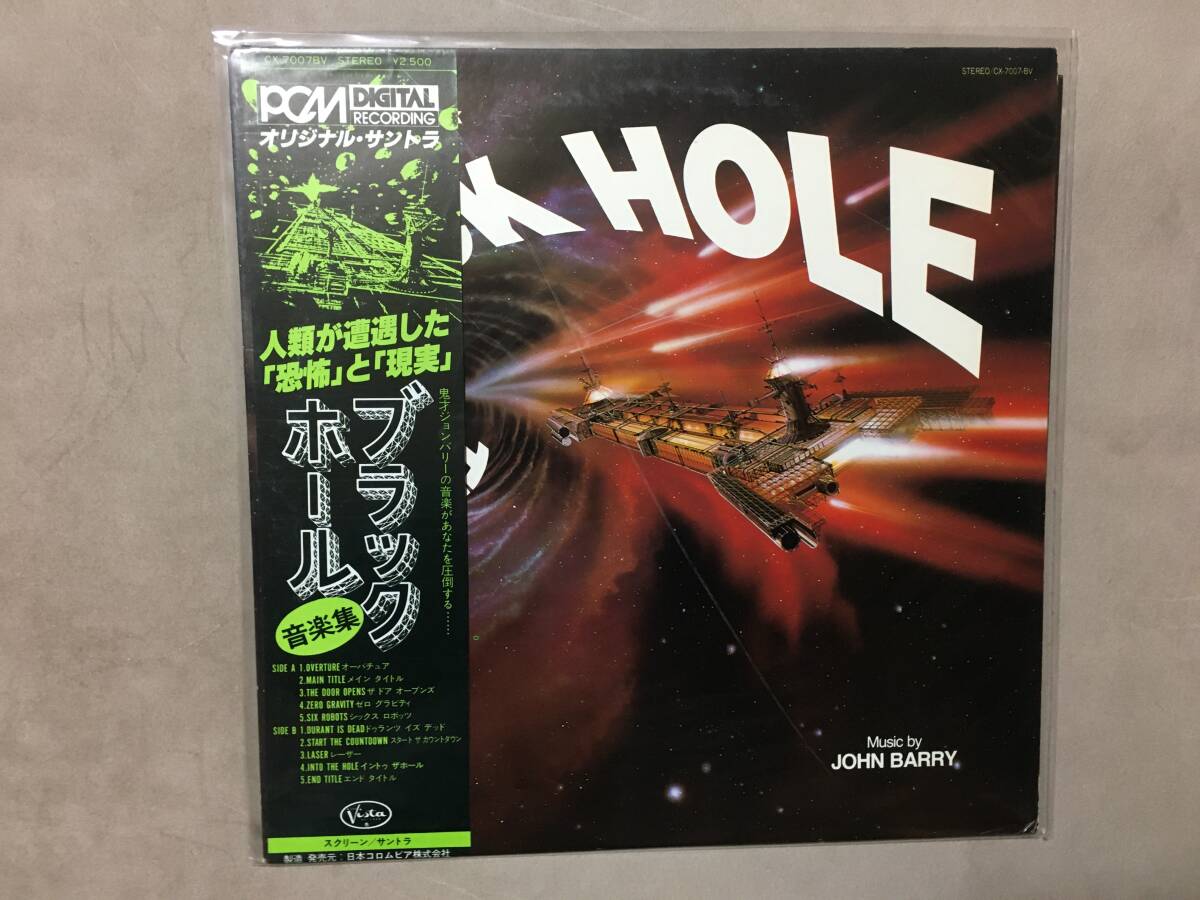 CX-7007BV STEREO ¥2,500
PCM DIGITAL RECORDING
オリジナル・サントラ
人類が遭遇した
「恐怖」と「現実」
鬼才ジョンバリーの音楽があなたを圧倒する……
ブラック
ホール
音楽集
SIDE A 1.OVERTURE オーバチュア
2.MAIN TITLE メイン タイトル
3.THE DOOR OPENS ザ ドア オープンズ
4.ZERO GRAVITY ゼロ グラビティ
5.SIX ROBOTS シックス ロボッツ
SIDE B 1.DURANT IS DEAD ドゥランツ イズ デッド
2.START THE COUNTDOWN スタート ザ カウントダウン
3.LASER レーザー
4.INTO THE HOLE イントゥ ザ ホール
5.END TITLE エンド タイトル
Vista
スクリーン/サントラ
製造 発売元:日本コロムビア株式会社
STEREO/CX-7007-BV
HOLE
Music by
JOHN BARRY